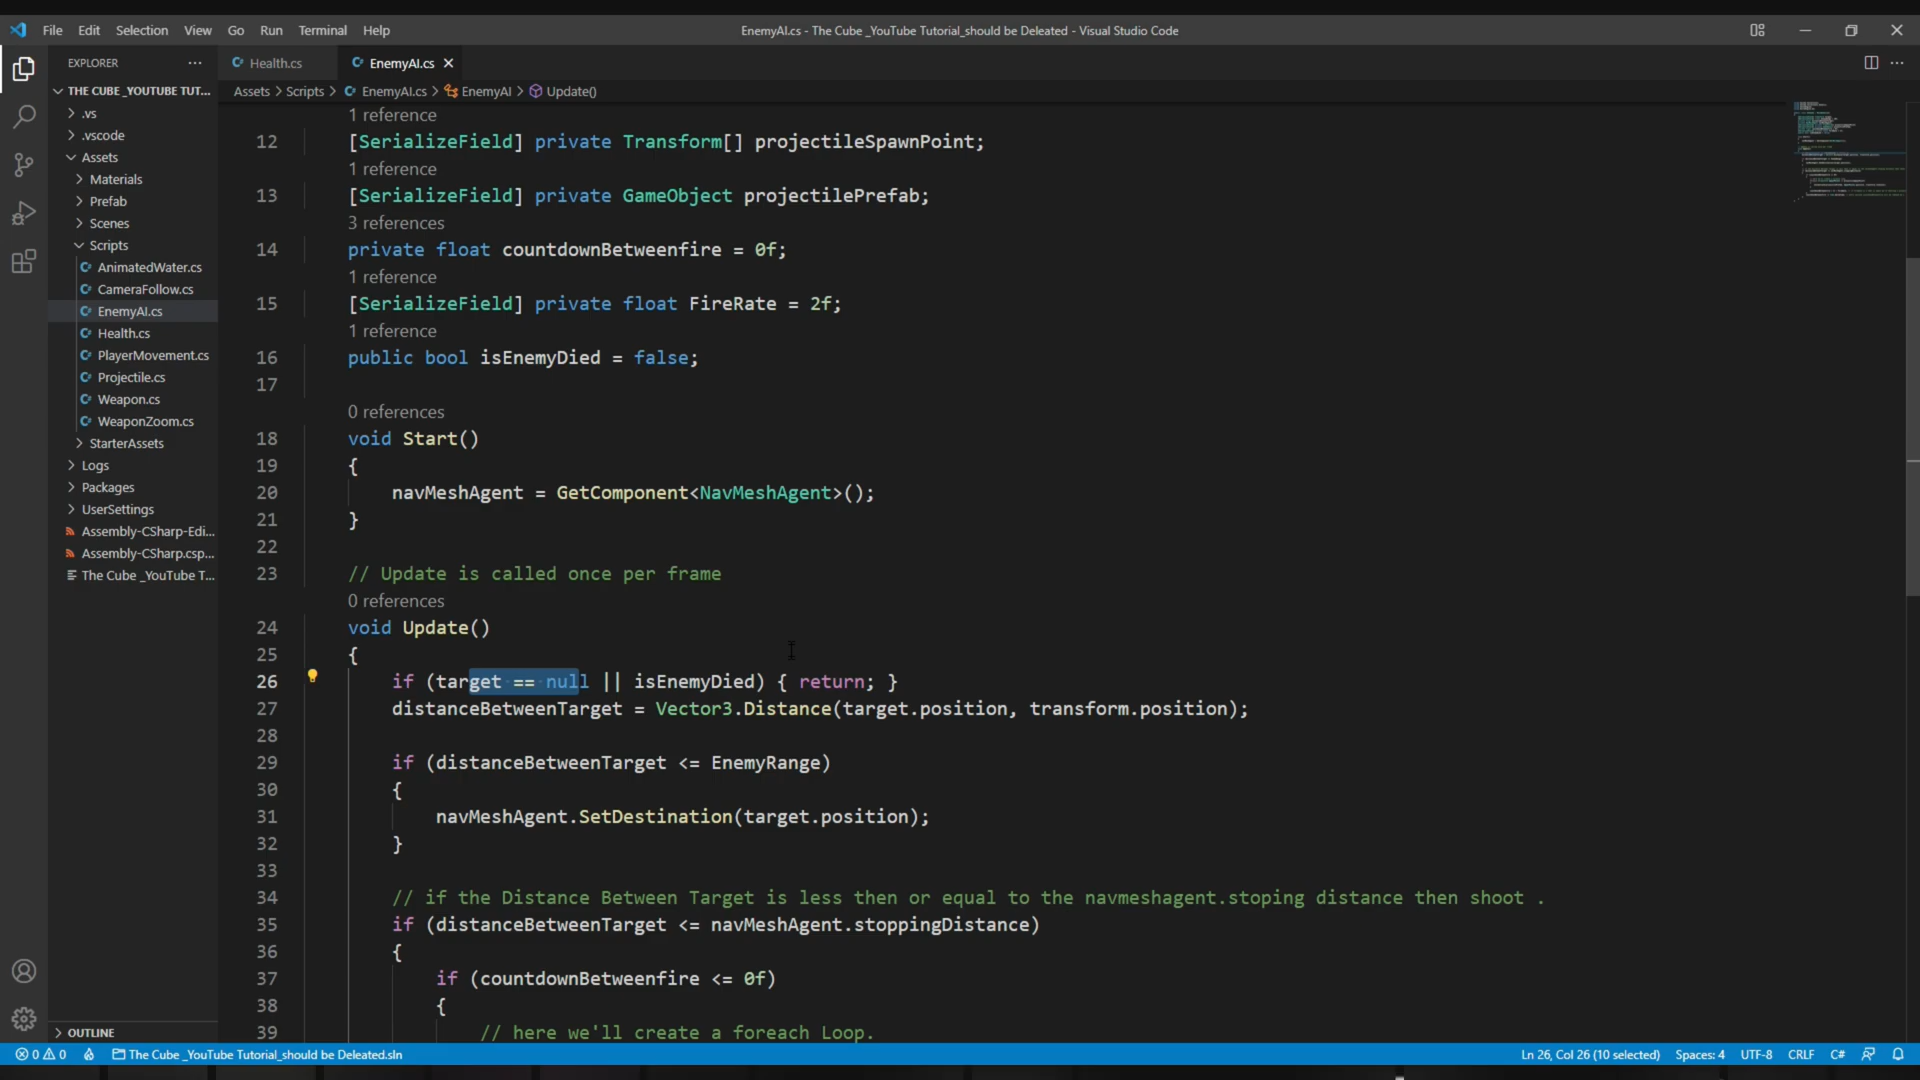 File Edit Selection View Go Run Terminal Help
EnemyAI.cs - The Cube _YouTube Tutorial_should be Deleated - Visual Studio Code
EXPLORER
THE CUBE _YOUTUBE TUT...
.vs
.vscode
Assets
Materials
Prefab
Scenes
Scripts
AnimatedWater.cs
CameraFollow.cs
EnemyAI.cs
Health.cs
PlayerMovement.cs
Projectile.cs
Weapon.cs
WeaponZoom.cs
StarterAssets
Logs
Packages
UserSettings
Assembly-CSharp-Edi...
Assembly-CSharp.csp...
The Cube _YouTube T...
OUTLINE
Health.cs EnemyAI.cs
Assets > Scripts > EnemyAI.cs > EnemyAI > Update()
1 reference
12 [SerializeField] private Transform[] projectileSpawnPoint;
1 reference
13 [SerializeField] private GameObject projectilePrefab;
3 references
14 private float countdownBetweenfire = 0f;
1 reference
15 [SerializeField] private float FireRate = 2f;
1 reference
16 public bool isEnemyDied = false;
17
0 references
18 void Start()
19 {
20 navMeshAgent = GetComponent<NavMeshAgent>();
21 }
22
23 // Update is called once per frame
0 references
24 void Update()
25 {
26 if (target == null || isEnemyDied) { return; }
27 distanceBetweenTarget = Vector3.Distance(target.position, transform.position);
28
29 if (distanceBetweenTarget <= EnemyRange)
30 {
31 navMeshAgent.SetDestination(target.position);
32 }
33
34 // if the Distance Between Target is less then or equal to the navmeshagent.stoping distance then shoot .
35 if (distanceBetweenTarget <= navMeshAgent.stoppingDistance)
36 {
37 if (countdownBetweenfire <= 0f)
38 {
39 // here we'll create a foreach Loop.
0 0 The Cube _YouTube Tutorial_should be Deleated.sln Ln 26, Col 26 (10 selected) Spaces: 4 UTF-8 CRLF C#